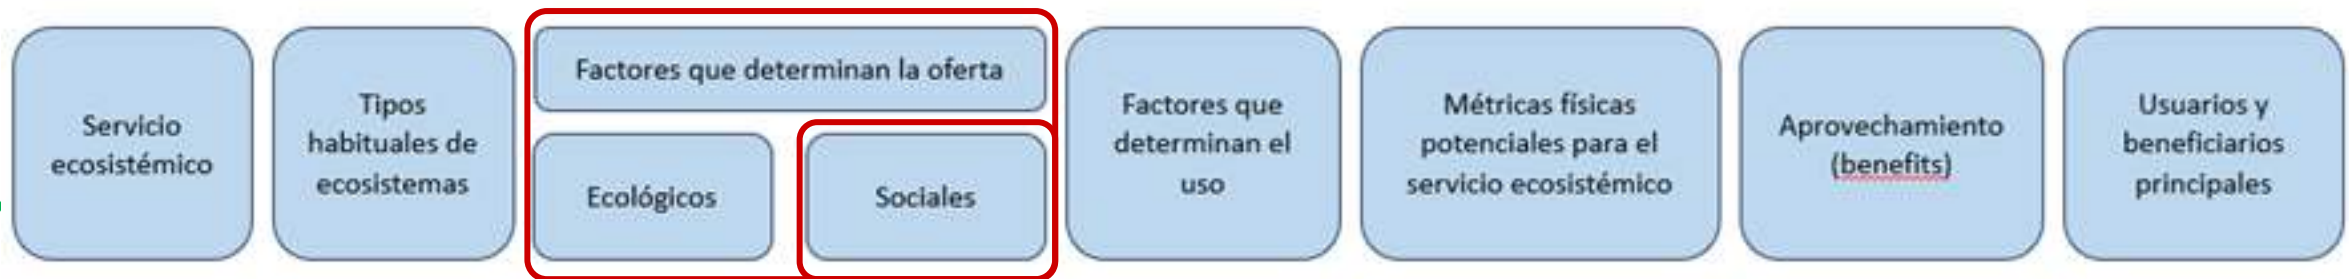 Servicio
ecosistémico
Tipos
habituales de
ecosistemas
Factores que determinan la oferta
Ecológicos
Sociales
Factores que
determinan el
uso
Métricas físicas
potenciales para el
servicio ecosistémico
Aprovechamiento
(benefits)
Usuarios y
beneficiarios
principales